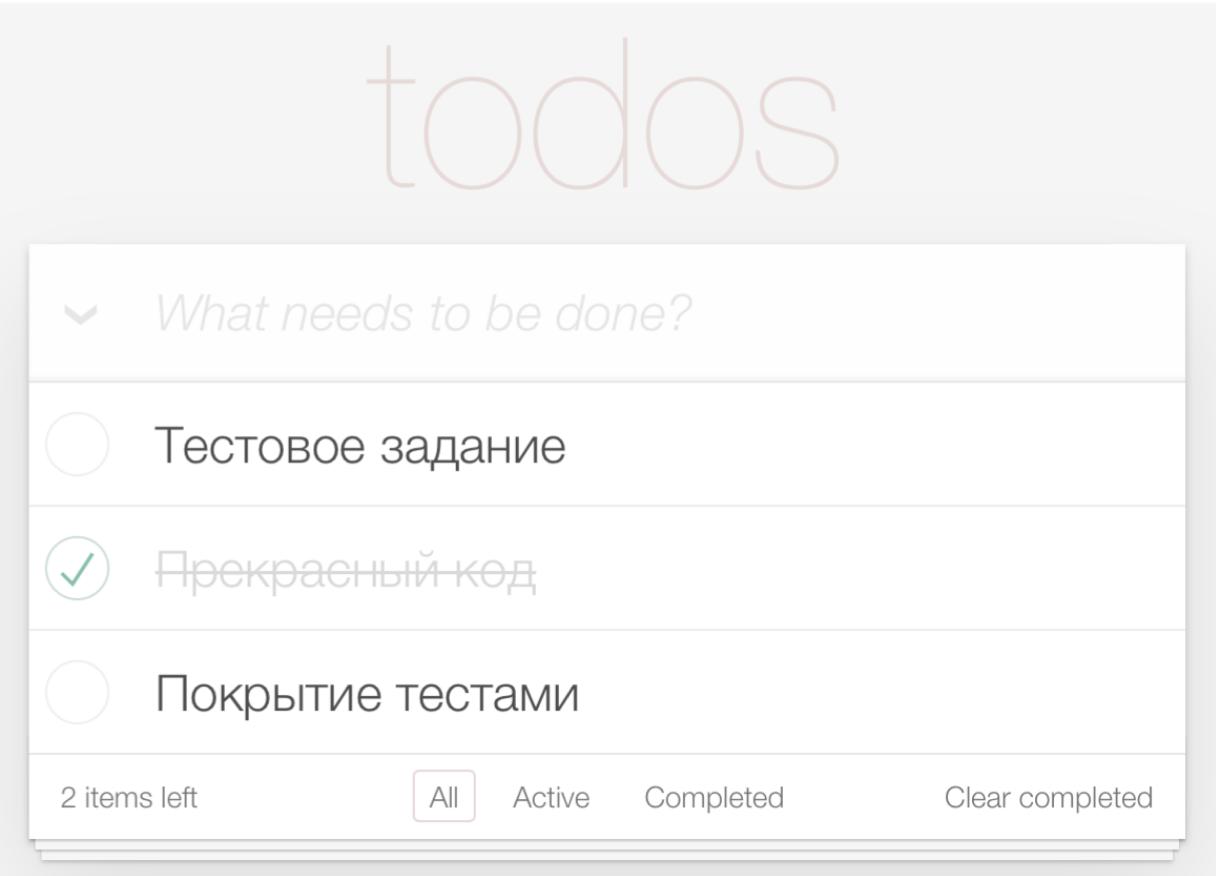 todos
What needs to be done?
Тестовое задание
Прекрасный код
Покрытие тестами
2 items left All Active Completed Clear completed